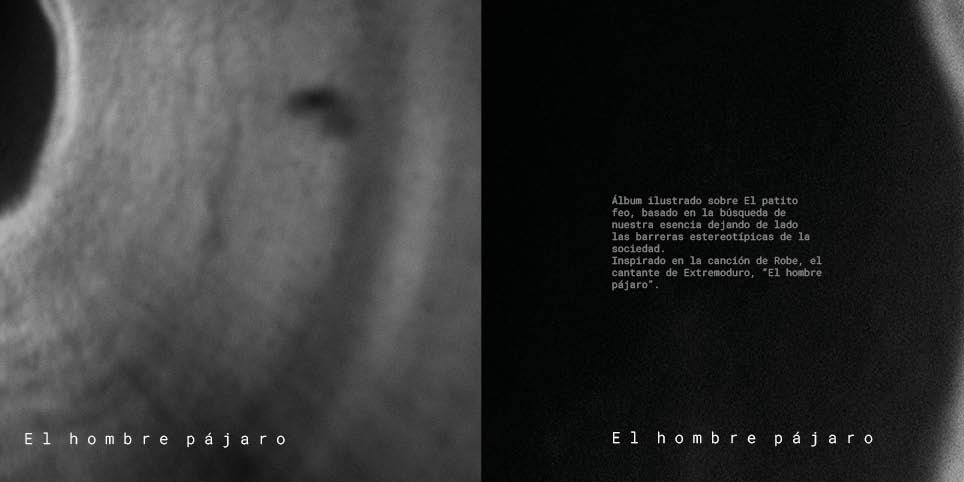 El hombre pájaro
Álbum ilustrado sobre El patito
feo, basado en la búsqueda de
nuestra esencia dejando de lado
las barreras estereotípicas de la
sociedad.
Inspirado en la canción de Robe, el
cantante de Extremoduro, “El hombre
pájaro”.
El hombre pájaro